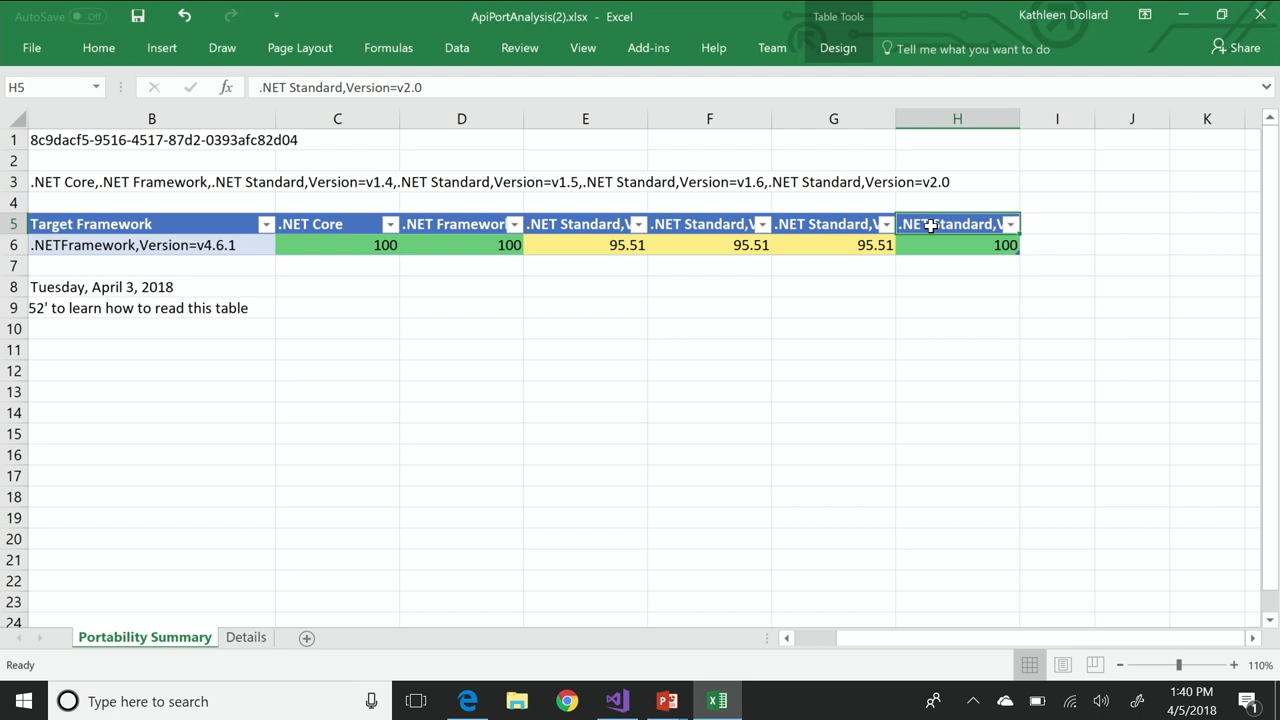 AutoSave Off
ApiPortAnalysis(2).xlsx - Excel
Table Tools
Kathleen Dollard
File Home Insert Draw Page Layout Formulas Data Review View Add-ins Help Team Design Tell me what you want to do Share
H5 fx .NET Standard,Version=v2.0
B C D E F G H I J K
1 8c9dacf5-9516-4517-87d2-0393afc82d04
2
3 .NET Core,.NET Framework,.NET Standard,Version=v1.4,.NET Standard,Version=v1.5,.NET Standard,Version=v1.6,.NET Standard,Version=v2.0
4
5 Target Framework .NET Core .NET Framewor .NET Standard,V .NET Standard,V .NET Standard,V .NET Standard,V
6 .NETFramework,Version=v4.6.1 100 100 95.51 95.51 95.51 100
7
8 Tuesday, April 3, 2018
9 52' to learn how to read this table
10
11
12
13
14
15
16
17
18
19
20
21
22
23
24
Portability Summary Details
Ready 110%
Type here to search
1:40 PM
4/5/2018
1